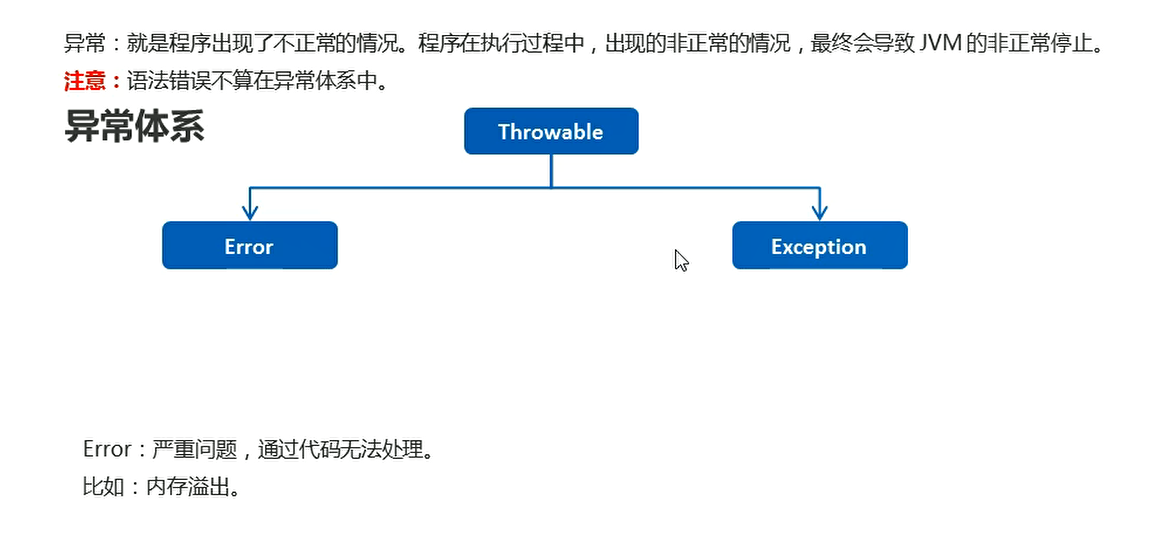 异常：就是程序出现了不正常的情况。程序在执行过程中，出现的非正常的情况，最终会导致 JVM 的非正常停止。
注意：语法错误不算在异常体系中。
异常体系
Throwable
Error
Exception
Error：严重问题，通过代码无法处理。
比如：内存溢出。